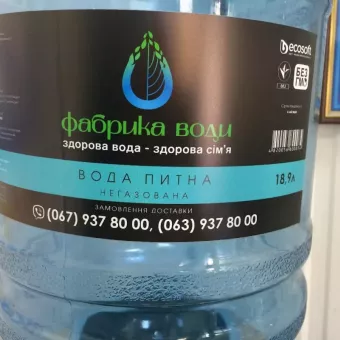 ecosoft
БЕЗ
ГМО
фабрика води
здорова вода - здорова сім'я
ВОДА ПИТНА
НЕГАЗОВАНА
18,9л
ЗАМОВЛЕННЯ ДОСТАВКИ
(067) 937 80 00, (063) 937 80 00